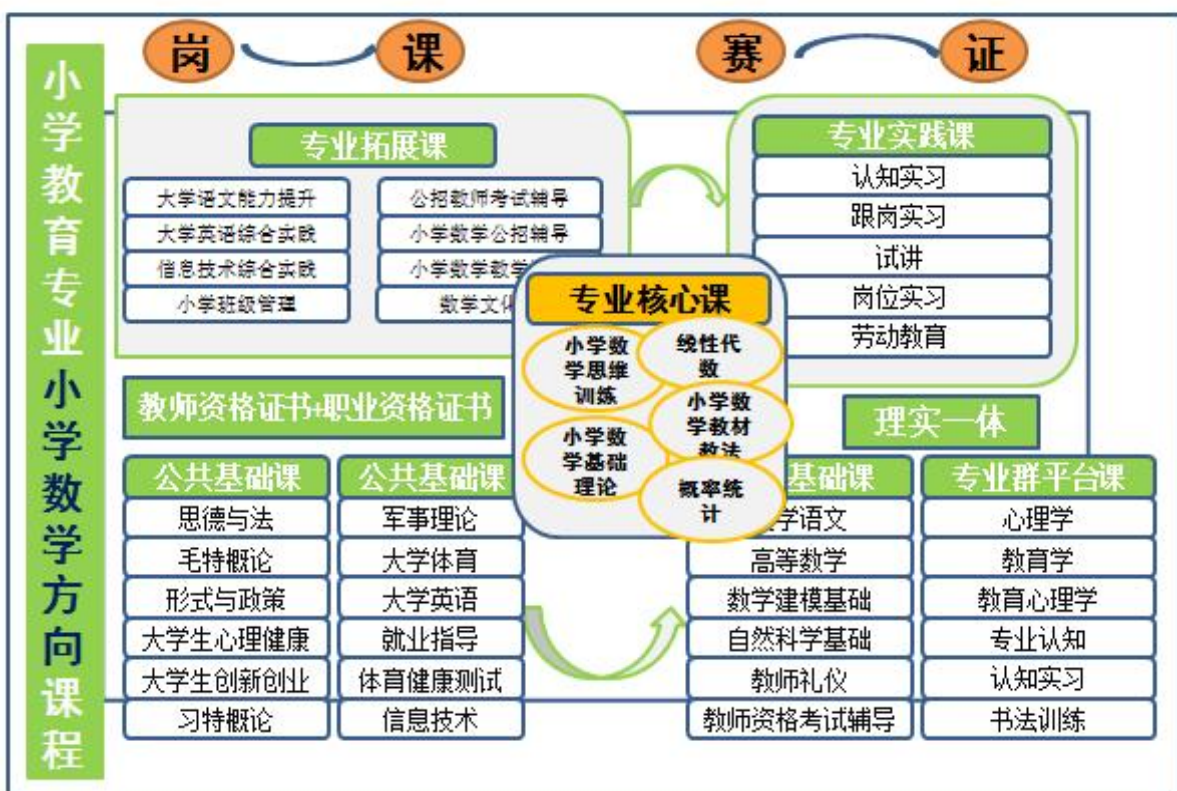 小学教育专业小学数学方向课程
岗
课
赛
证
专业拓展课
大学语文能力提升
大学英语综合实践
信息技术综合实践
小学班级管理
公招教师考试辅导
小学数学公招辅导
小学数学教学
数学文化
专业实践课
认知实习
跟岗实习
试讲
岗位实习
劳动教育
专业核心课
小学数
学思维
训练
线性代
数
小学数
学教材
教法
小学数
学基础
理论
概率统
计
教师资格证书+职业资格证书
理实一体
公共基础课
思德与法
毛特概论
形式与政策
大学生心理健康
大学生创新创业
习特概论
公共基础课
军事理论
大学体育
大学英语
就业指导
体育健康测试
信息技术
基础课
学语文
高等数学
数学建模基础
自然科学基础
教师礼仪
教师资格考试辅导
专业群平台课
心理学
教育学
教育心理学
专业认知
认知实习
书法训练